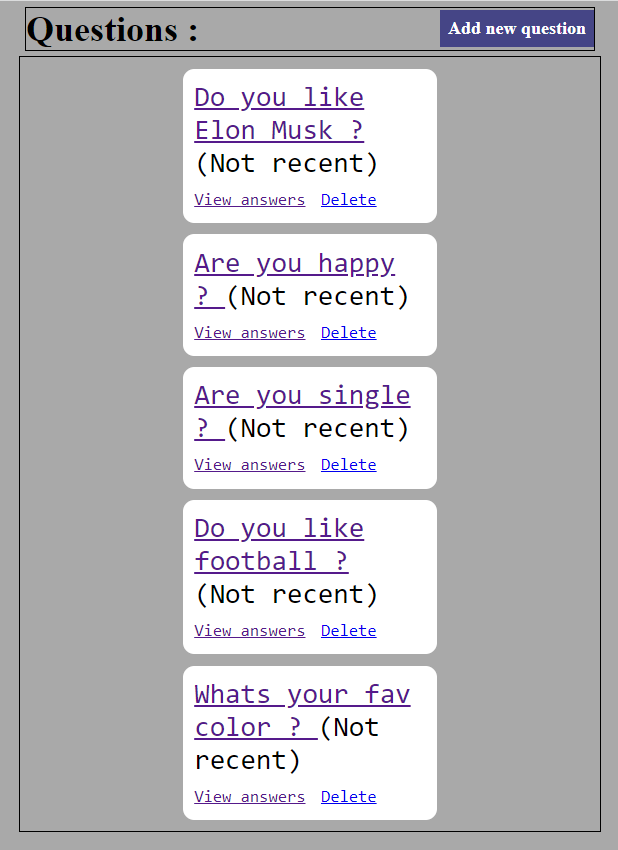 Questions :
Add new question
Do you like
Elon Musk ?
(Not recent)
View answers Delete
Are you happy
? (Not recent)
View answers Delete
Are you single
? (Not recent)
View answers Delete
Do you like
football ?
(Not recent)
View answers Delete
Whats your fav
color ? (Not
recent)
View answers Delete